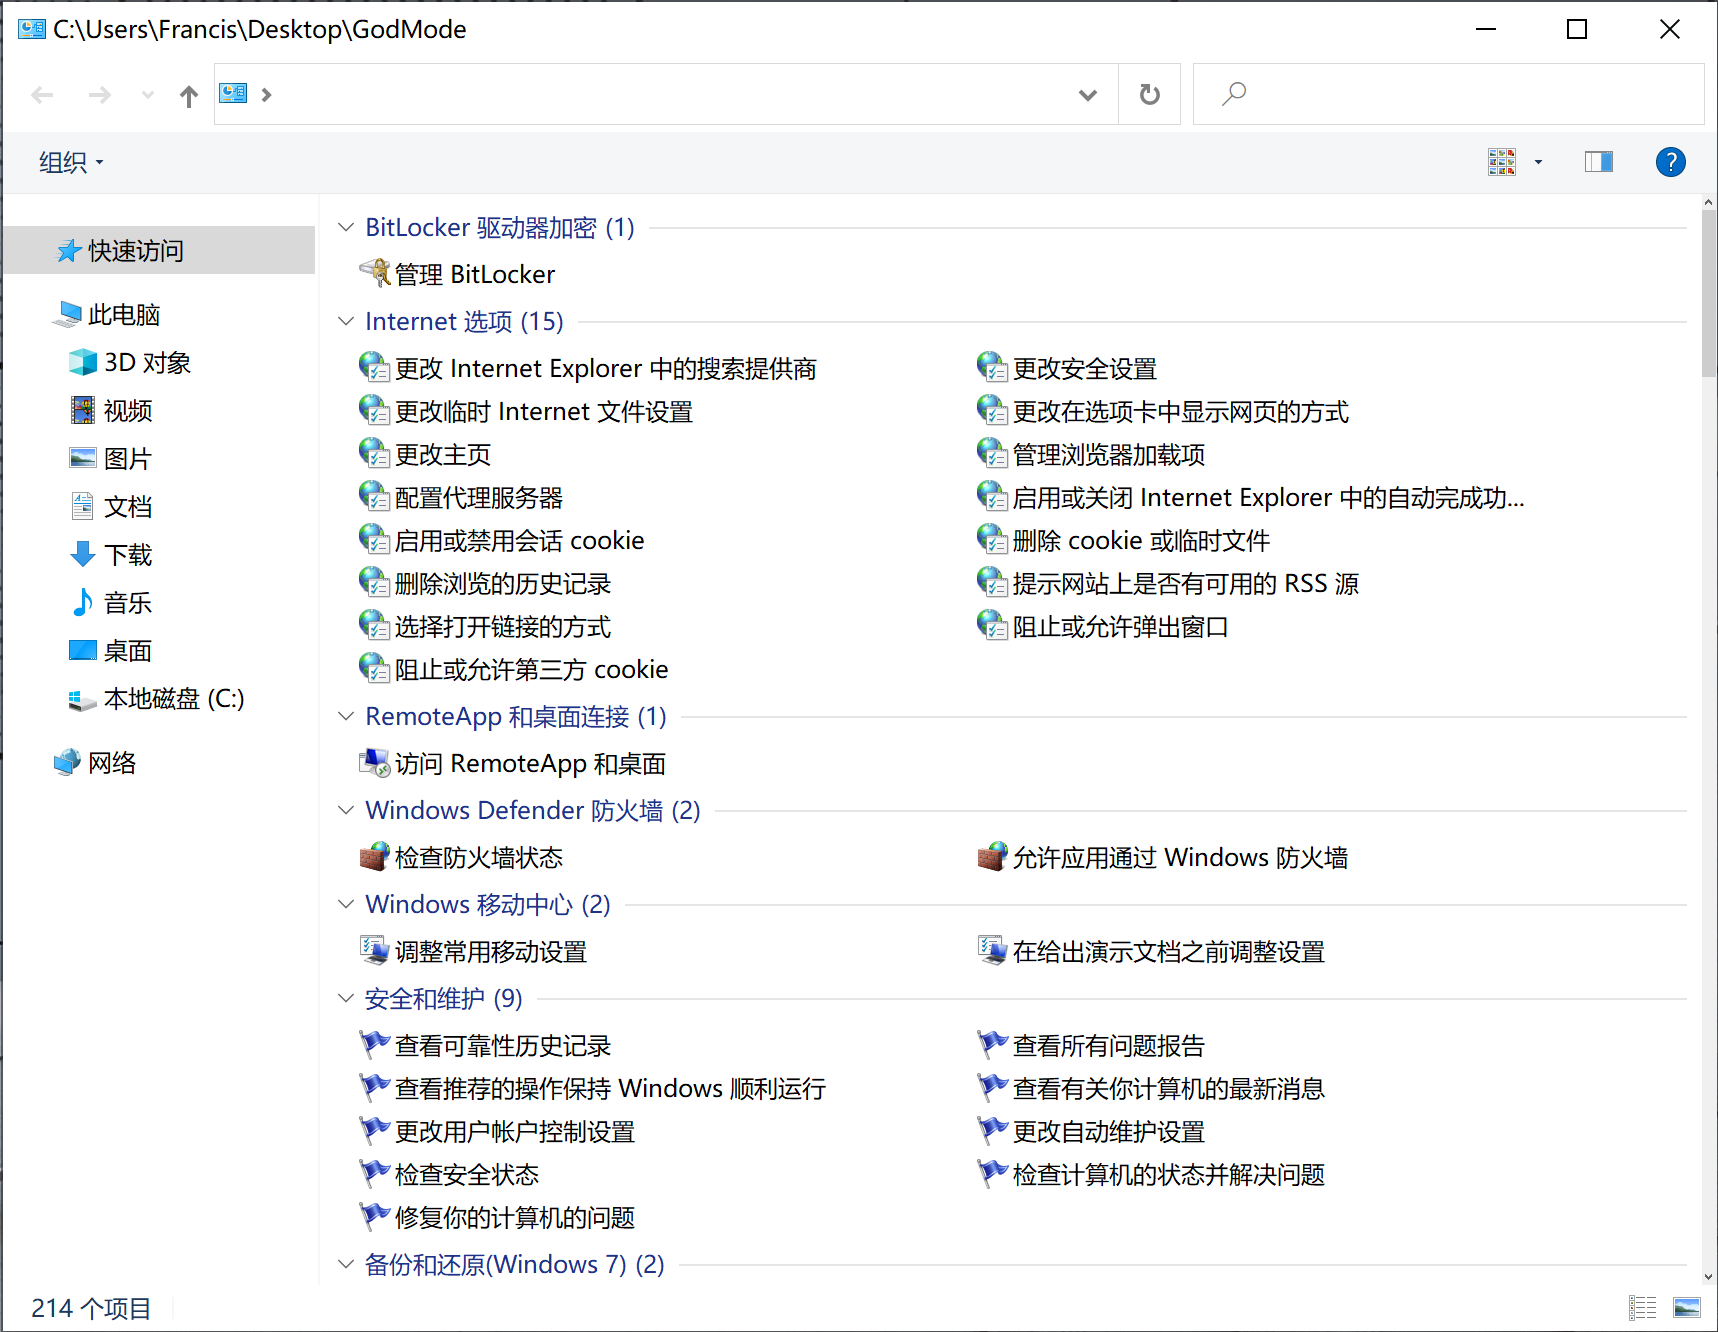 C:\Users\Francis\Desktop\GodMode
组织
快速访问
此电脑
3D 对象
视频
图片
文档
下载
音乐
桌面
本地磁盘 (C:)
网络
BitLocker 驱动器加密 (1)
管理 BitLocker
Internet 选项 (15)
更改 Internet Explorer 中的搜索提供商
更改安全设置
更改临时 Internet 文件设置
更改在选项卡中显示网页的方式
更改主页
管理浏览器加载项
配置代理服务器
启用或关闭 Internet Explorer 中的自动完成功...
启用或禁用会话 cookie
删除 cookie 或临时文件
删除浏览的历史记录
提示网站上是否有可用的 RSS 源
选择打开链接的方式
阻止或允许弹出窗口
阻止或允许第三方 cookie
RemoteApp 和桌面连接 (1)
访问 RemoteApp 和桌面
Windows Defender 防火墙 (2)
检查防火墙状态
允许应用通过 Windows 防火墙
Windows 移动中心 (2)
调整常用移动设置
在给出演示文档之前调整设置
安全和维护 (9)
查看可靠性历史记录
查看所有问题报告
查看推荐的操作保持 Windows 顺利运行
查看有关你计算机的最新消息
更改用户帐户控制设置
更改自动维护设置
检查安全状态
检查计算机的状态并解决问题
修复你的计算机的问题
备份和还原(Windows 7) (2)
214 个项目